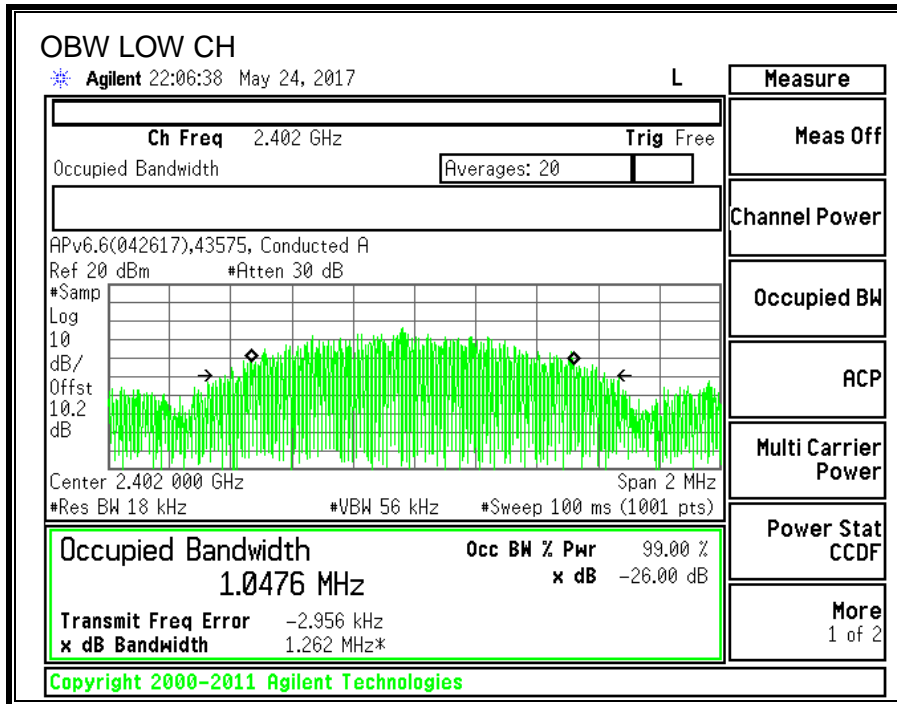 OBW LOW CH
Agilent 22:06:38 May 24, 2017 L
Measure
Ch Freq 2.402 GHz Trig Free
Occupied Bandwidth Averages: 20
APv6.6(042617),43575, Conducted A
Ref 20 dBm #Atten 30 dB
#Samp
Log
10
dB/
Offst
10.2
dB
Center 2.402 000 GHz Span 2 MHz
#Res BW 18 kHz #VBW 56 kHz #Sweep 100 ms (1001 pts)
Occupied Bandwidth Occ BW % Pwr 99.00 %
1.0476 MHz x dB -26.00 dB
Transmit Freq Error -2.956 kHz
x dB Bandwidth 1.262 MHz*
Copyright 2000-2011 Agilent Technologies
Meas Off
Channel Power
Occupied BW
ACP
Multi Carrier
Power
Power Stat
CCDF
More
1 of 2